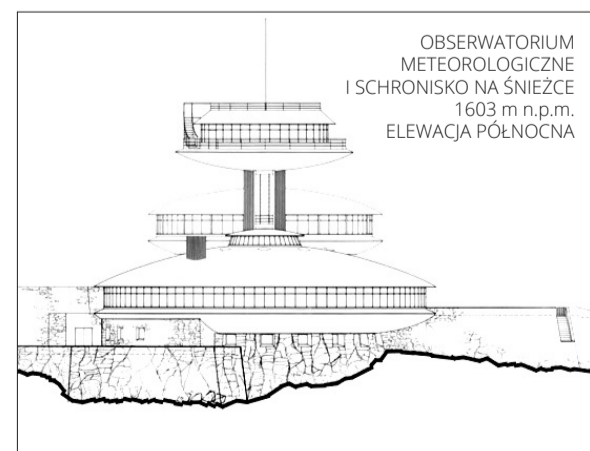 OBSERWATORIUM
METEOROLOGICZNE
I SCHRONISKO NA ŚNIEŻCE
1603 m n.p.m.
ELEWACJA PÓŁNOCNA